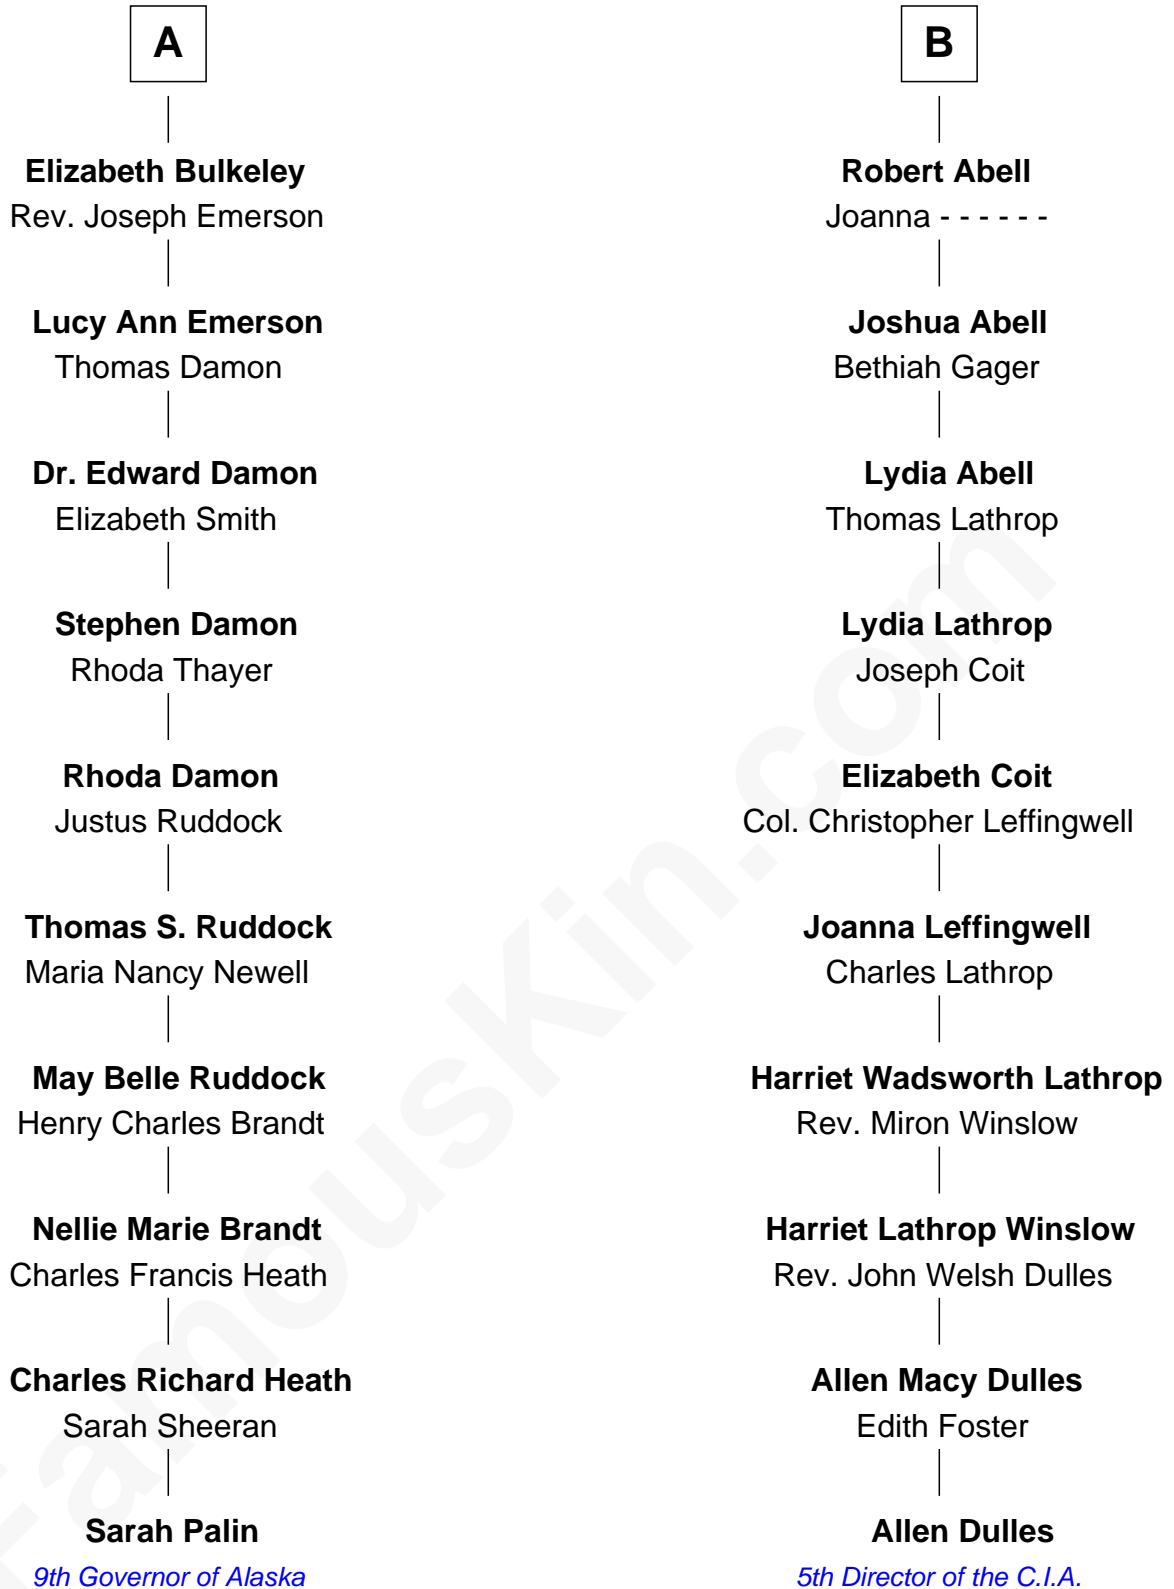 A
Elizabeth Bulkeley
Rev. Joseph Emerson
Lucy Ann Emerson
Thomas Damon
Dr. Edward Damon
Elizabeth Smith
Stephen Damon
Rhoda Thayer
Rhoda Damon
Justus Ruddock
Thomas S. Ruddock
Maria Nancy Newell
May Belle Ruddock
Henry Charles Brandt
Nellie Marie Brandt
Charles Francis Heath
Charles Richard Heath
Sarah Sheeran
Sarah Palin
9th Governor of Alaska
B
Robert Abell
Joanna - - - - - -
Joshua Abell
Bethiah Gager
Lydia Abell
Thomas Lathrop
Lydia Lathrop
Joseph Coit
Elizabeth Coit
Col. Christopher Leffingwell
Joanna Leffingwell
Charles Lathrop
Harriet Wadsworth Lathrop
Rev. Miron Winslow
Harriet Lathrop Winslow
Rev. John Welsh Dulles
Allen Macy Dulles
Edith Foster
Allen Dulles
5th Director of the C.I.A.
FamousKin.com